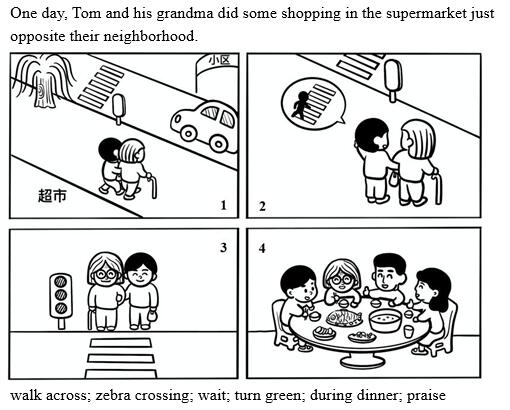 One day, Tom and his grandma did some shopping in the supermarket just
opposite their neighborhood.
小区
超市
1
2
3
4
walk across; zebra crossing; wait; turn green; during dinner; praise